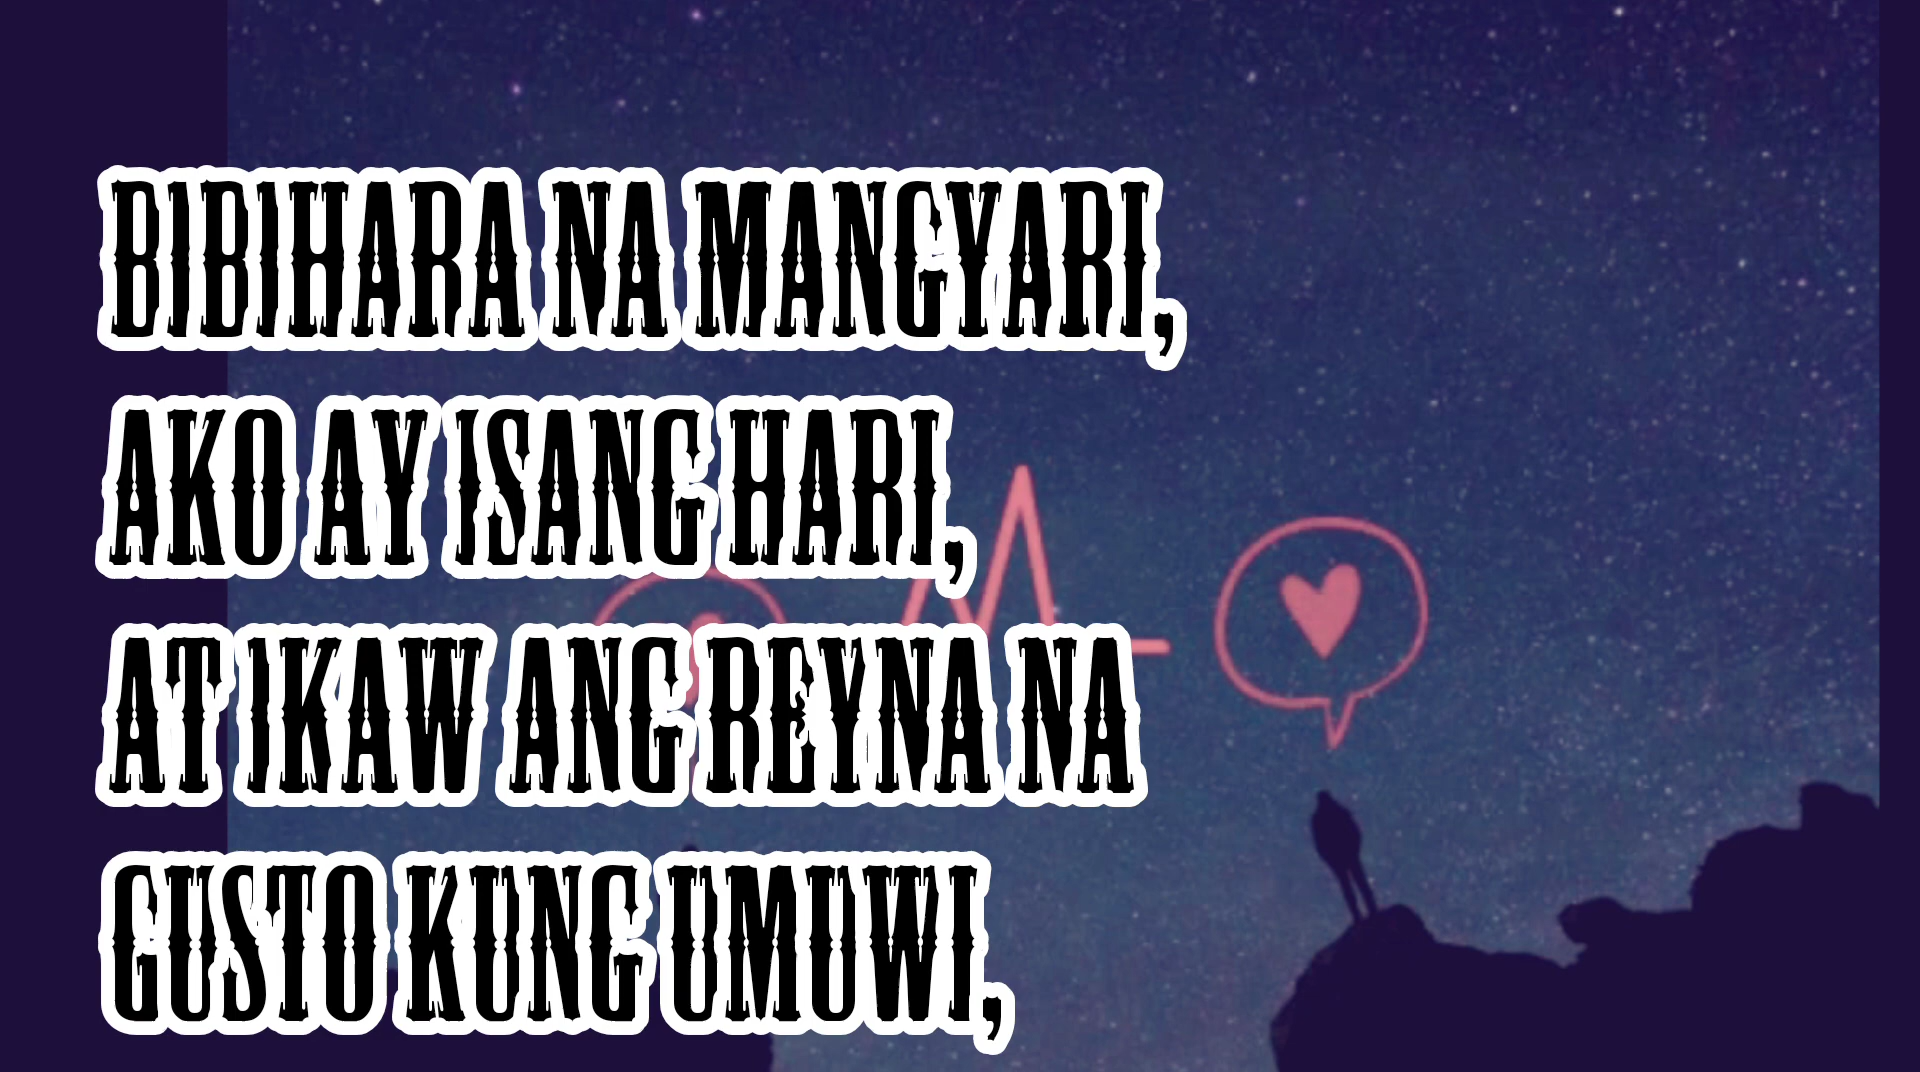 BIBIHARA NA MANGYARI,
AKO AY ISANG HARI,
AT IKAW ANG REYNA NA
GUSTO KUNG UMUWI,